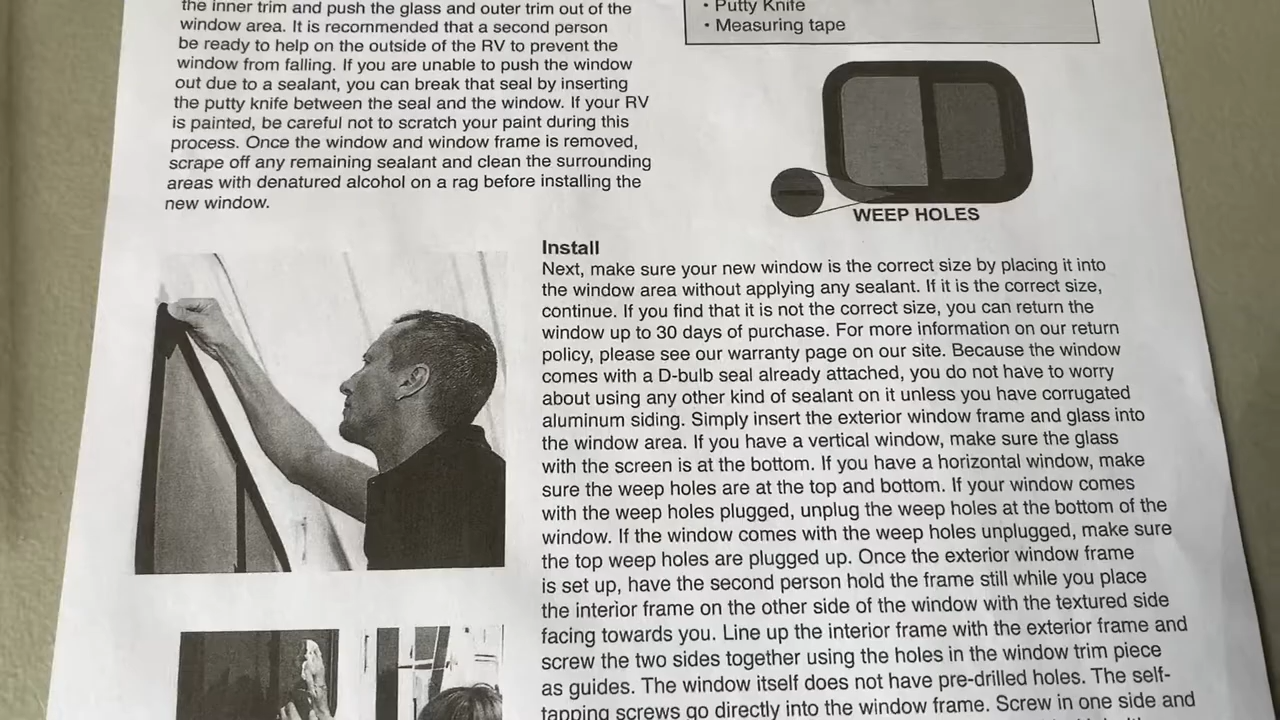 the inner trim and push the glass and outer trim out of the
window area. It is recommended that a second person
be ready to help on the outside of the RV to prevent the
window from falling. If you are unable to push the window
out due to a sealant, you can break that seal by inserting
the putty knife between the seal and the window. If your RV
is painted, be careful not to scratch your paint during this
process. Once the window and window frame is removed,
scrape off any remaining sealant and clean the surrounding
areas with denatured alcohol on a rag before installing the
new window.
• Putty Knife
• Measuring tape
WEEP HOLES
Install
Next, make sure your new window is the correct size by placing it into
the window area without applying any sealant. If it is the correct size,
continue. If you find that it is not the correct size, you can return the
window up to 30 days of purchase. For more information on our return
policy, please see our warranty page on our site. Because the window
comes with a D-bulb seal already attached, you do not have to worry
about using any other kind of sealant on it unless you have corrugated
aluminum siding. Simply insert the exterior window frame and glass into
the window area. If you have a vertical window, make sure the glass
with the screen is at the bottom. If you have a horizontal window, make
sure the weep holes are at the top and bottom. If your window comes
with the weep holes plugged, unplug the weep holes at the bottom of the
window. If the window comes with the weep holes unplugged, make sure
the top weep holes are plugged up. Once the exterior window frame
is set up, have the second person hold the frame still while you place
the interior frame on the other side of the window with the textured side
facing towards you. Line up the interior frame with the exterior frame and
screw the two sides together using the holes in the window trim piece
as guides. The window itself does not have pre-drilled holes. The self-
tapping screws go directly into the window frame. Screw in one side and